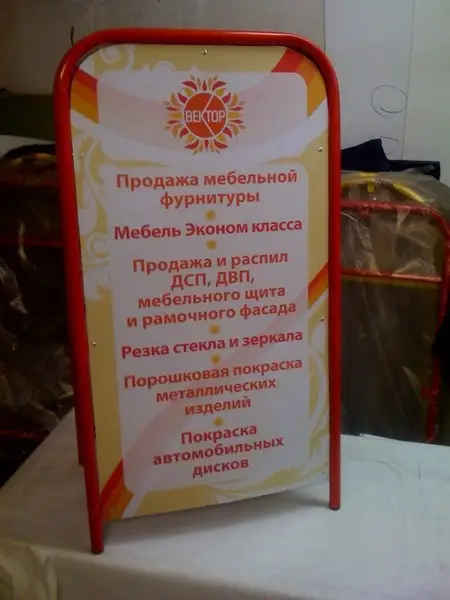 ВЕКТОР
Продажа мебельной
фурнитуры
Мебель Эконом класса
Продажа и распил
ДСП, ДВП,
мебельного щита
и рамочного фасада
Резка стекла и зеркала
Порошковая покраска
металлических
изделий
Покраска
автомобильных
дисков